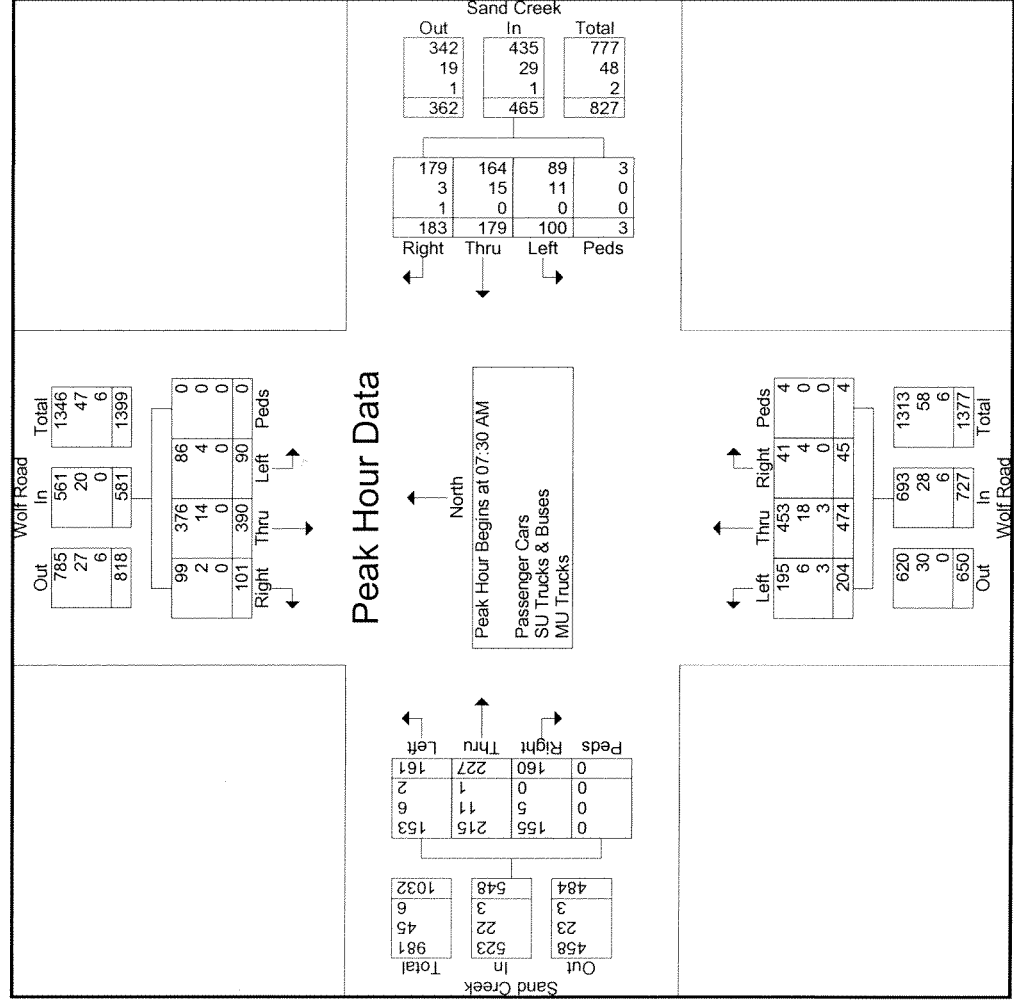 Sand Creek
Out In Total
342 435 777
19 29 48
1 1 2
362 465 827
179 164 89 3
3 15 11 0
1 0 0 0
183 179 100 3
Right Thru Left Peds
Wolf Road
Out In Total
785 561 1346
27 20 47
6 0 6
818 581 1399
99 376 86 0
2 14 4 0
0 0 0 0
101 390 90 0
Right Thru Left Peds
Peak Hour Data
North
Peak Hour Begins at 07:30 AM
Passenger Cars
SU Trucks & Buses
MU Trucks
Left Thru Right Peds
195 453 41 4
6 18 4 0
3 3 0 0
204 474 45 4
620 693 1313
30 28 58
0 6 6
650 727 1377
Out In Total
Wolf Road
Left Thru Right Peds
161 227 160 0
2 1 0 0
6 11 5 0
153 215 155 0
1032 548 484
6 3 3
45 22 23
981 523 458
Total In Out
Sand Creek